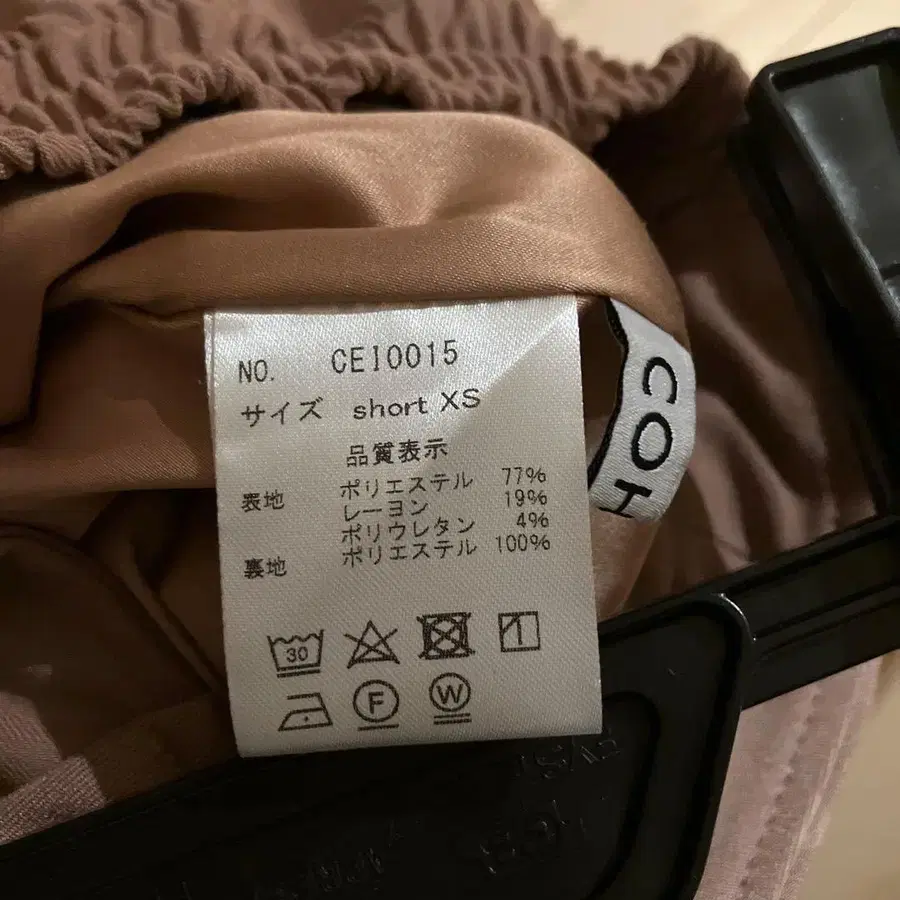 NO. CEI0015
サイズ short XS
品質表示
表地 ポリエステル 77%
レーヨン 19%
ポリウレタン 4%
裏地 ポリエステル 100%
30
F W
COH